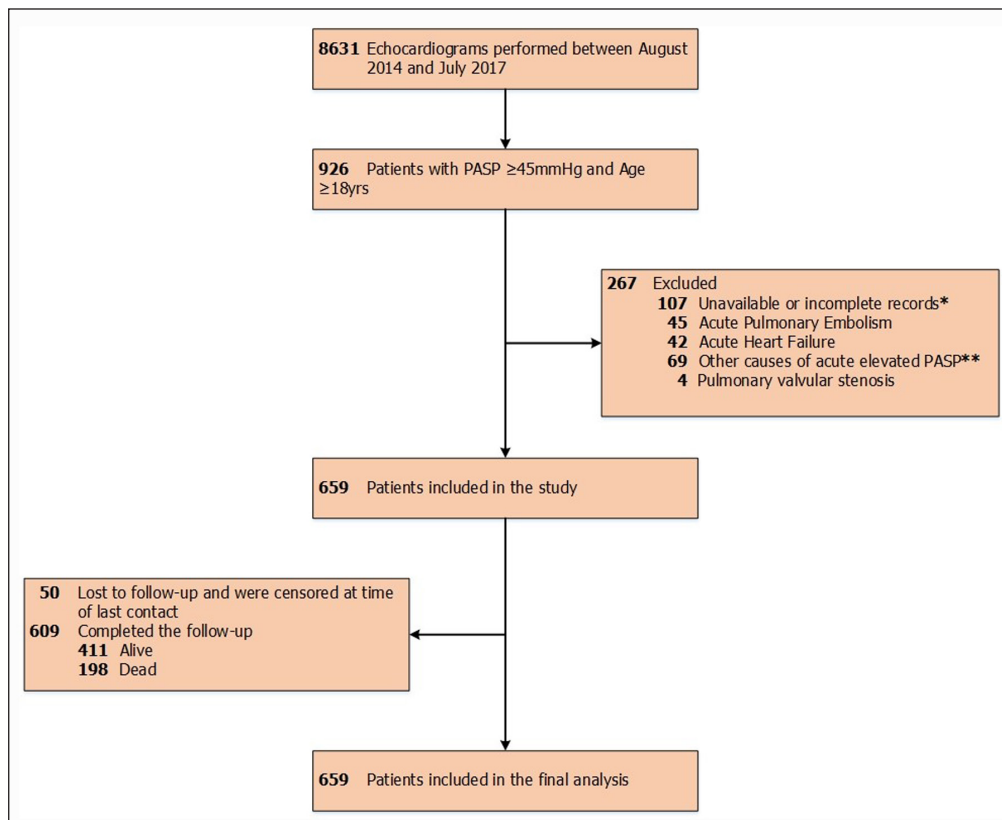 8631 Echocardiograms performed between August
2014 and July 2017
926 Patients with PASP ≥45mmHg and Age
≥18yrs
267 Excluded
107 Unavailable or incomplete records*
45 Acute Pulmonary Embolism
42 Acute Heart Failure
69 Other causes of acute elevated PASP**
4 Pulmonary valvular stenosis
659 Patients included in the study
50 Lost to follow-up and were censored at time
of last contact
609 Completed the follow-up
411 Alive
198 Dead
659 Patients included in the final analysis